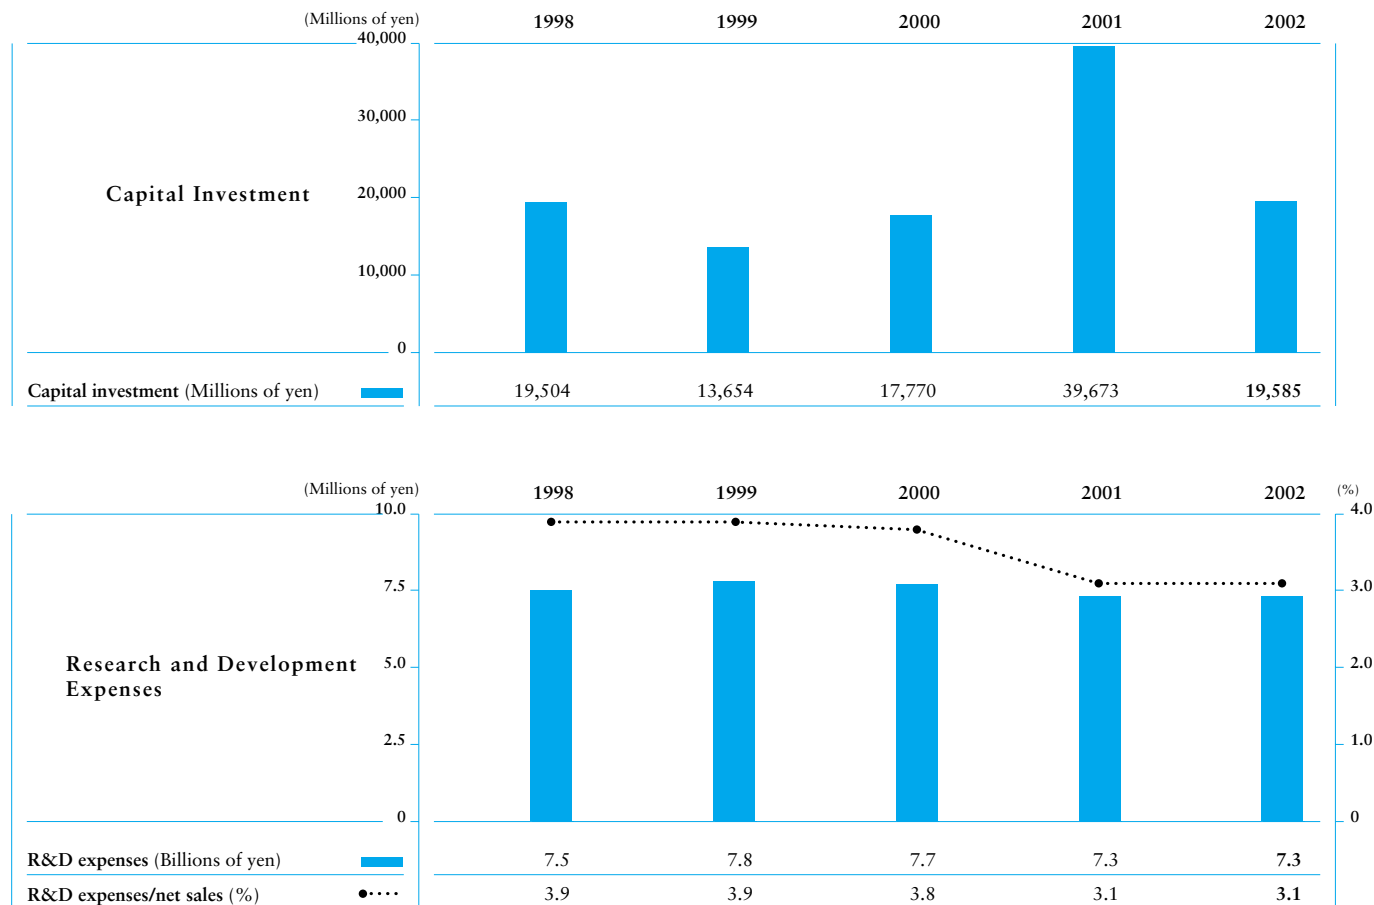 (Millions of yen) 1998 1999 2000 2001 2002
40,000
30,000
Capital Investment
20,000
10,000
0
Capital investment (Millions of yen) 19,504 13,654 17,770 39,673 19,585
(Millions of yen) 1998 1999 2000 2001 2002 (%)
10.0 4.0
7.5 3.0
Research and Development
Expenses
5.0 2.0
2.5 1.0
0 0
R&D expenses (Billions of yen) 7.5 7.8 7.7 7.3 7.3
R&D expenses/net sales (%) 3.9 3.9 3.8 3.1 3.1